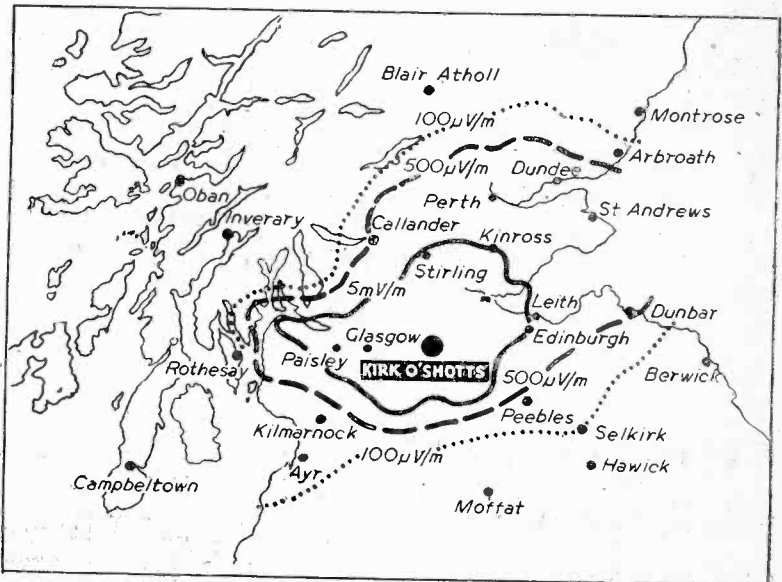 Blair Atholl
100µV/m
Montrose
500µV/m
Arbroath
Dundee
Oban
Perth
St Andrews
Inverary
Callander
Kinross
Stirling
5mV/m
Leith
Dunbar
Glasgow
Edinburgh
Paisley
Rothesay
KIRK O'SHOTTS
500µV/m
Berwick
Peebles
Kilmarnock
Selkirk
100µV/m
Ayr
Hawick
Campbeltown
Moffat